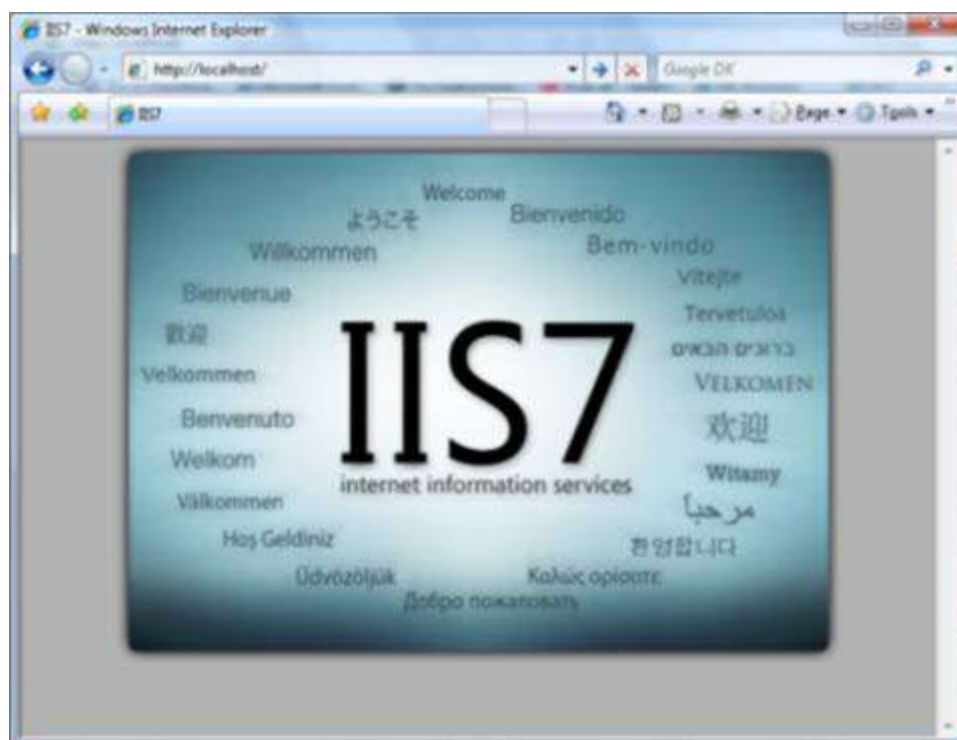 IIS7 - Windows Internet Explorer
http://localhost/
Google DK
IIS7
Page
Tools
Welcome
ようこそ
Bienvenido
Willkommen
Bem-vindo
Vítejte
Bienvenue
Tervetuloa
歡迎
ברוכים הבאים
Velkommen
VELKOMEN
Benvenuto
欢迎
Welkom
Witamy
Välkommen
مرحباً
Hoş Geldiniz
환영합니다
Üdvözöljük
Καλώς ορίσατε
Добро пожаловать
IIS7
internet information services